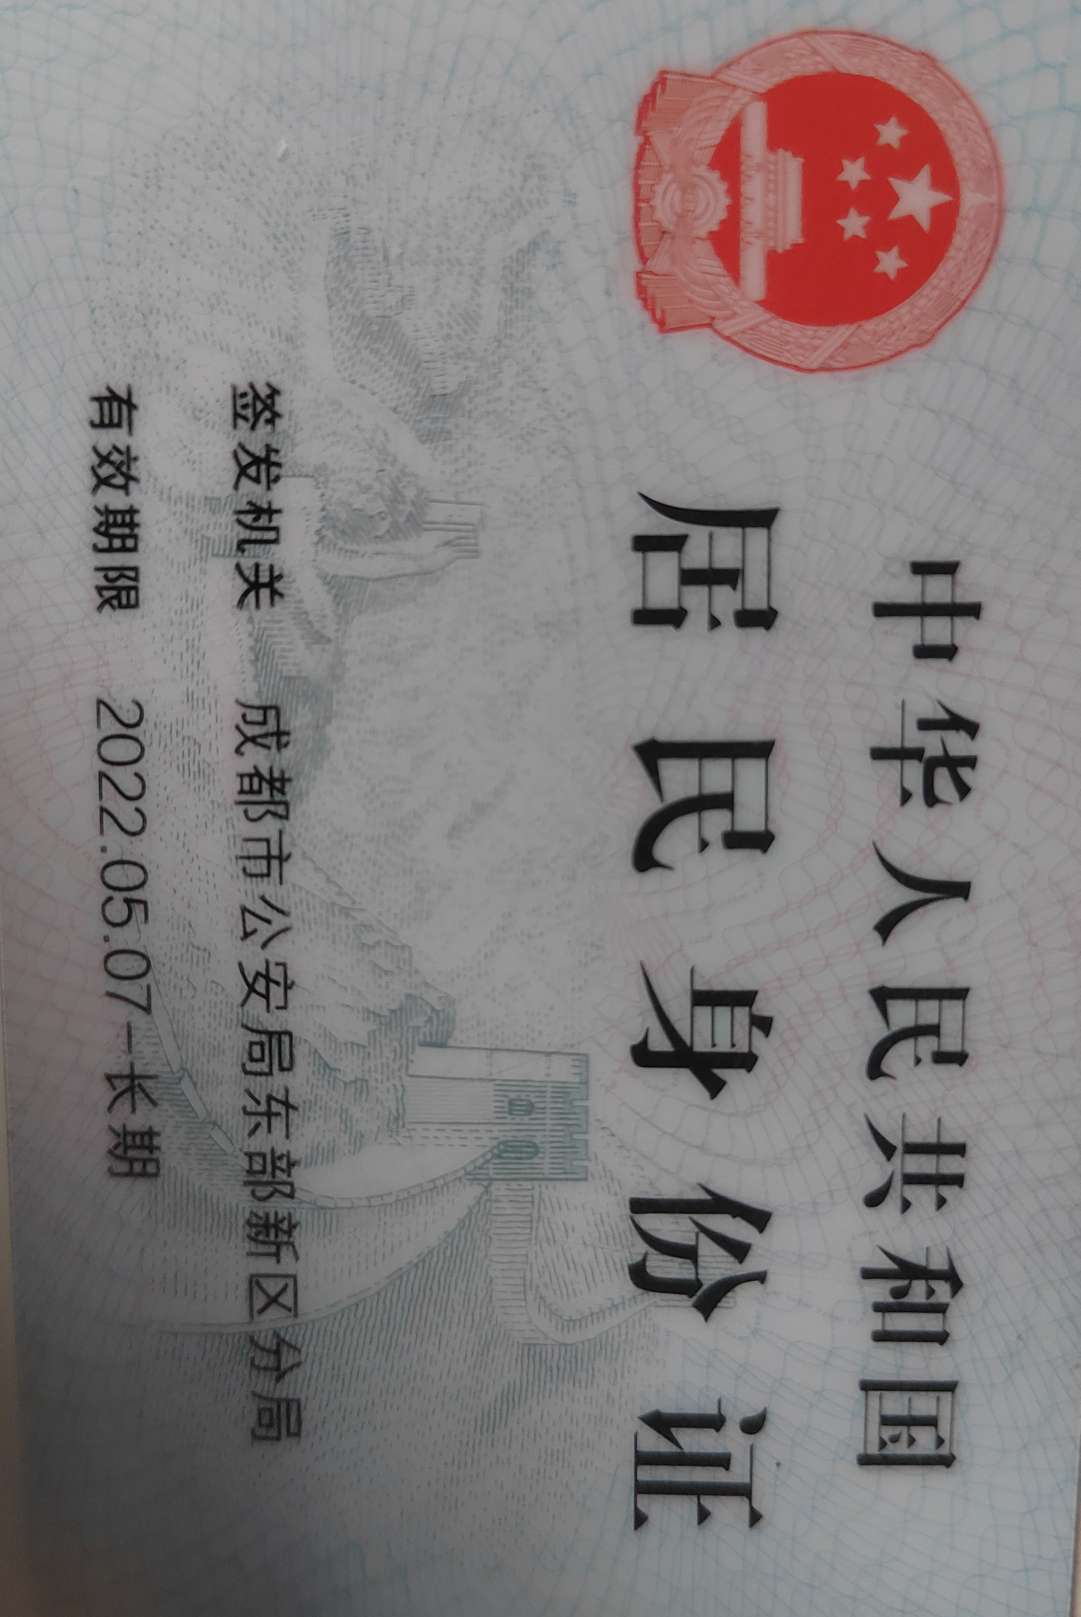 中华人民共和国
居民身份证
签发机关 成都市公安局东部新区分局
有效期限 2022.05.07-长期